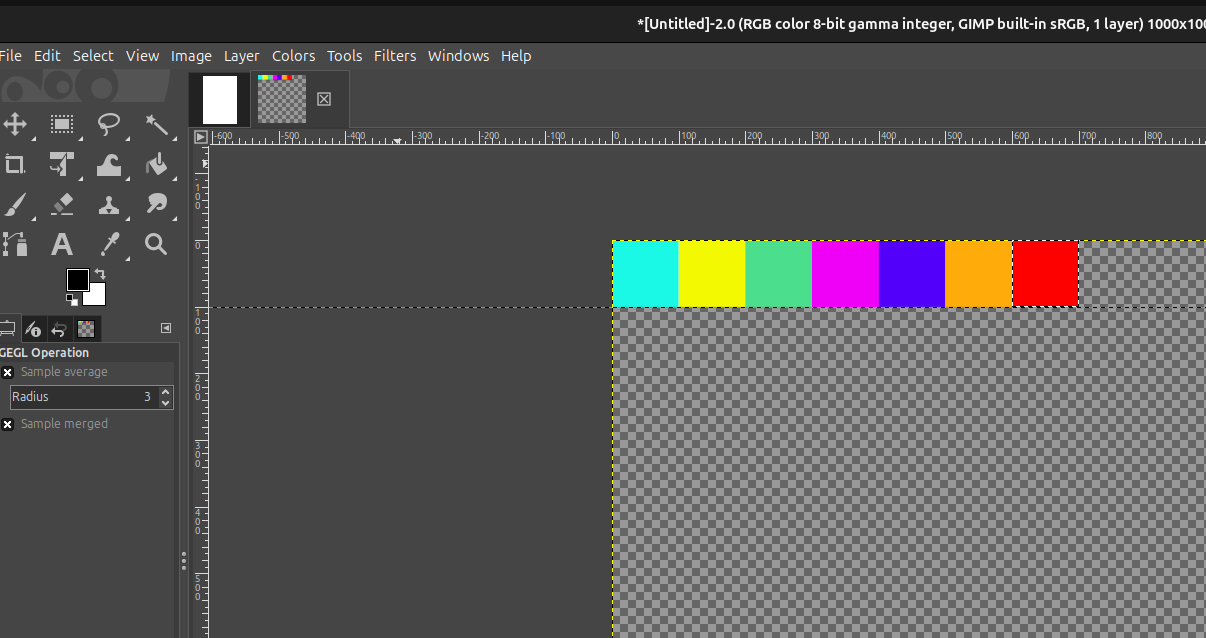 *[Untitled]-2.0 (RGB color 8-bit gamma integer, GIMP built-in sRGB, 1 layer) 1000x100
File Edit Select View Image Layer Colors Tools Filters Windows Help
-600 -500 -400 -300 -200 -100 0 100 200 300 400 500 600 700 800
-100
0
100
200
300
400
500
GEGL Operation
Sample average
Radius 3
Sample merged